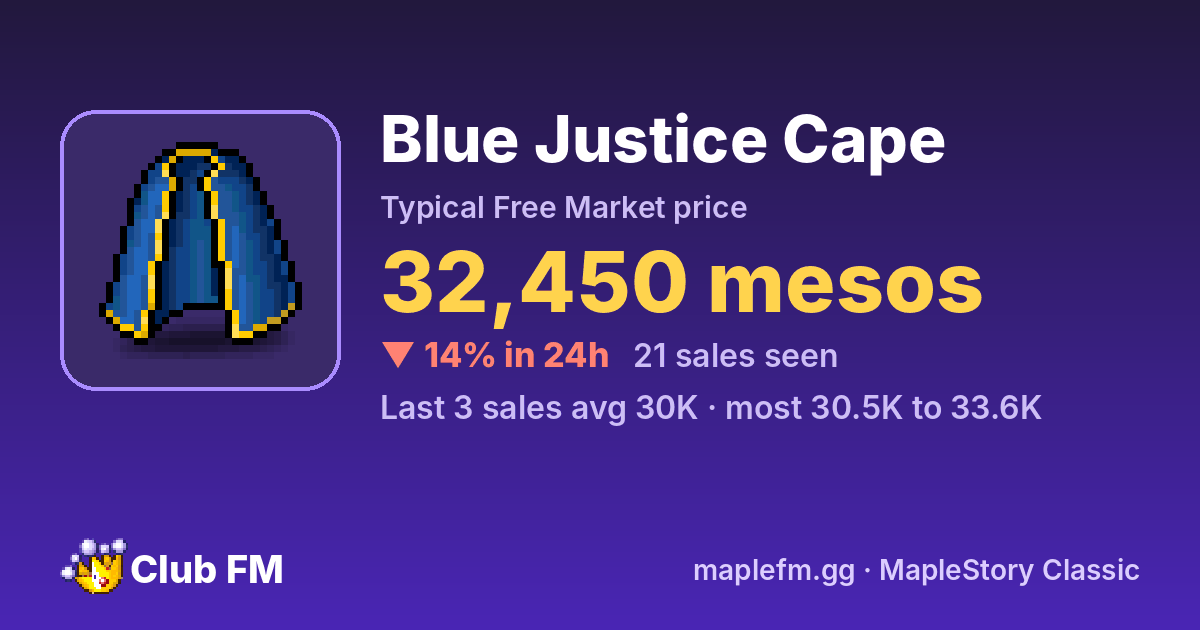 Blue Justice Cape
Typical Free Market price
32,450 mesos
▼ 14% in 24h 21 sales seen
Last 3 sales avg 30K · most 30.5K to 33.6K
Club FM
maplefm.gg · MapleStory Classic